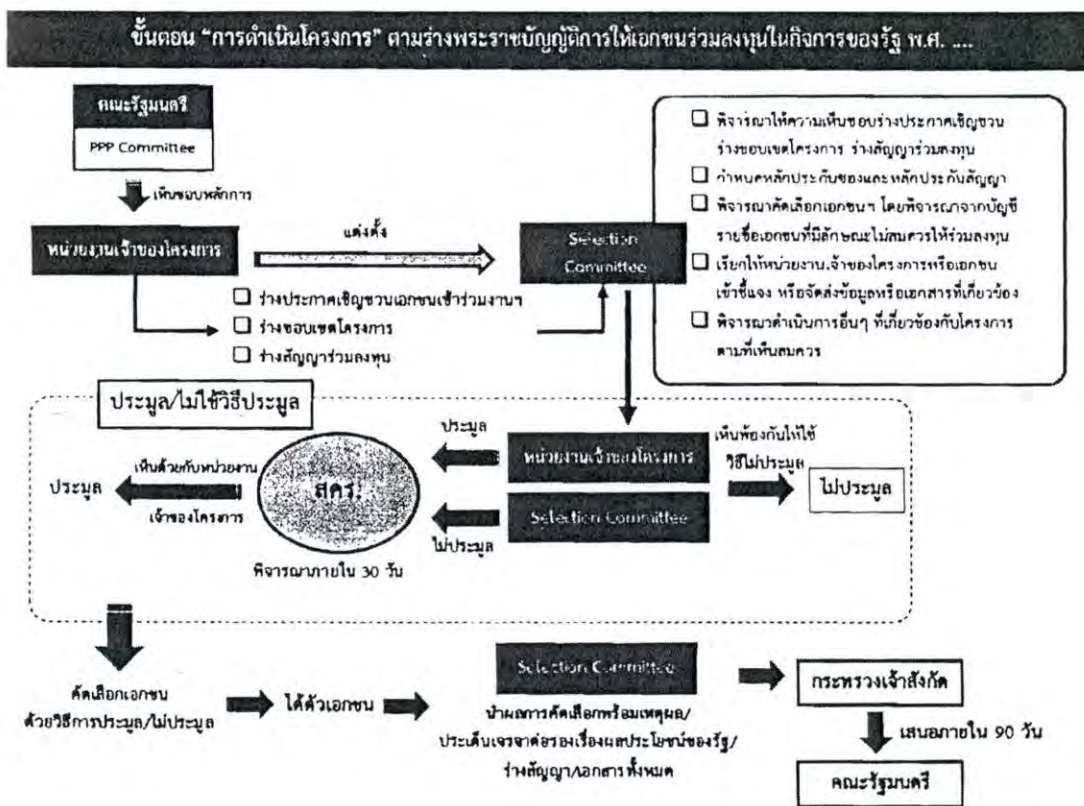 ขั้นตอน “การดำเนินโครงการ” ตามร่างพระราชบัญญัติการให้เอกชนร่วมลงทุนในกิจการของรัฐ พ.ศ. ....
คณะรัฐมนตรี
PPP Committee
เห็นชอบหลักการ
หน่วยงานเจ้าของโครงการ
แต่งตั้ง
Selection
Committee
ร่างประกาศเชิญชวนเอกชนเข้าร่วมงานฯ
ร่างขอบเขตโครงการ
ร่างสัญญาร่วมลงทุน
พิจารณาให้ความเห็นชอบร่างประกาศเชิญชวน
ร่างขอบเขตโครงการ ร่างสัญญาร่วมลงทุน
กำหนดหลักประกันซองและหลักประกันสัญญา
พิจารณาคัดเลือกเอกชนฯ โดยพิจารณาจากบัญชี
รายชื่อเอกชนที่มีลักษณะไม่สมควรให้ร่วมลงทุน
เรียกให้หน่วยงานเจ้าของโครงการหรือเอกชน
เข้าชี้แจง หรือจัดส่งข้อมูลหรือเอกสารที่เกี่ยวข้อง
พิจารณาดำเนินการอื่นๆ ที่เกี่ยวข้องกับโครงการ
ตามที่เห็นสมควร
ประมูล/ไม่ใช้วิธีประมูล
ประมูล
เห็นด้วยกับหน่วยงาน
เจ้าของโครงการ
สคร.
พิจารณาภายใน 30 วัน
ประมูล
ไม่ประมูล
หน่วยงานเจ้าของโครงการ
Selection Committee
เห็นพ้องกันให้ใช้
วิธีไม่ประมูล
ไม่ประมูล
คัดเลือกเอกชน
ด้วยวิธีการประมูล/ไม่ประมูล
ได้ตัวเอกชน
Selection Committee
นำผลการคัดเลือกพร้อมเหตุผล/
ประเด็นเจรจาต่อรองเรื่องผลประโยชน์ของรัฐ/
ร่างสัญญา/เอกสารทั้งหมด
กระทรวงเจ้าสังกัด
เสนอภายใน 90 วัน
คณะรัฐมนตรี